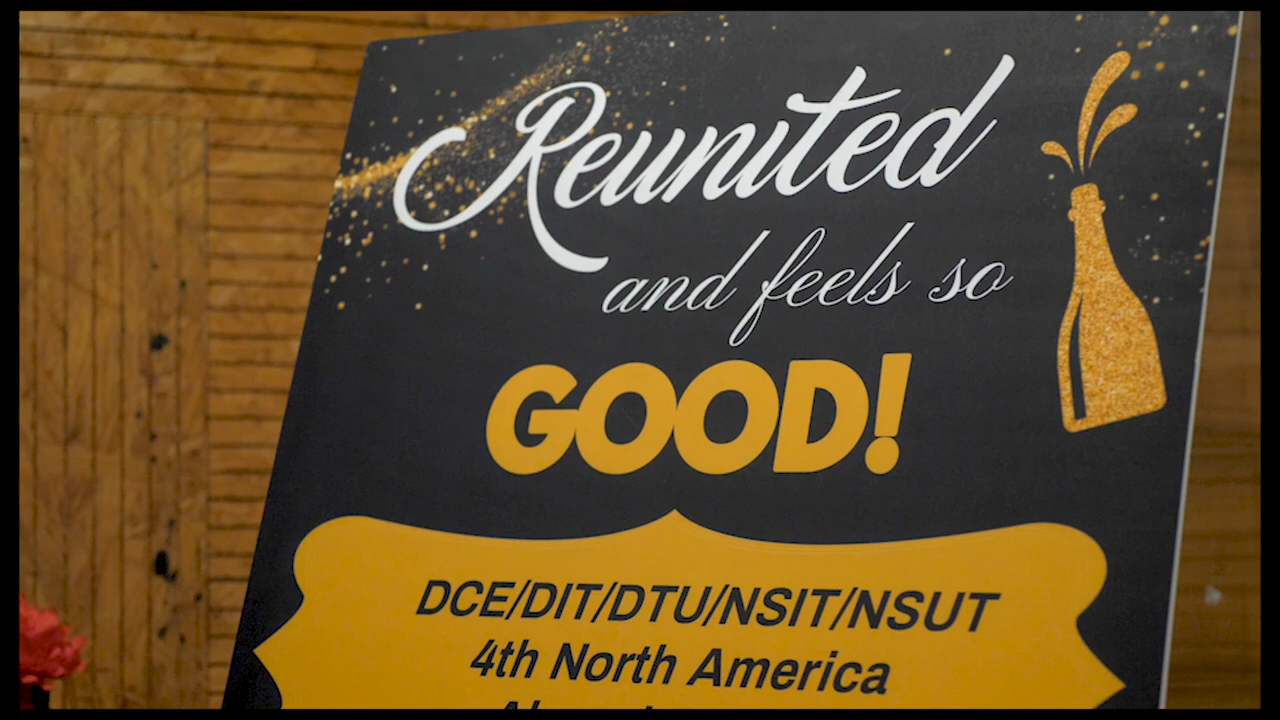 Reunited
and feels so
GOOD!
DCE/DIT/DTU/NSIT/NSUT
4th North America